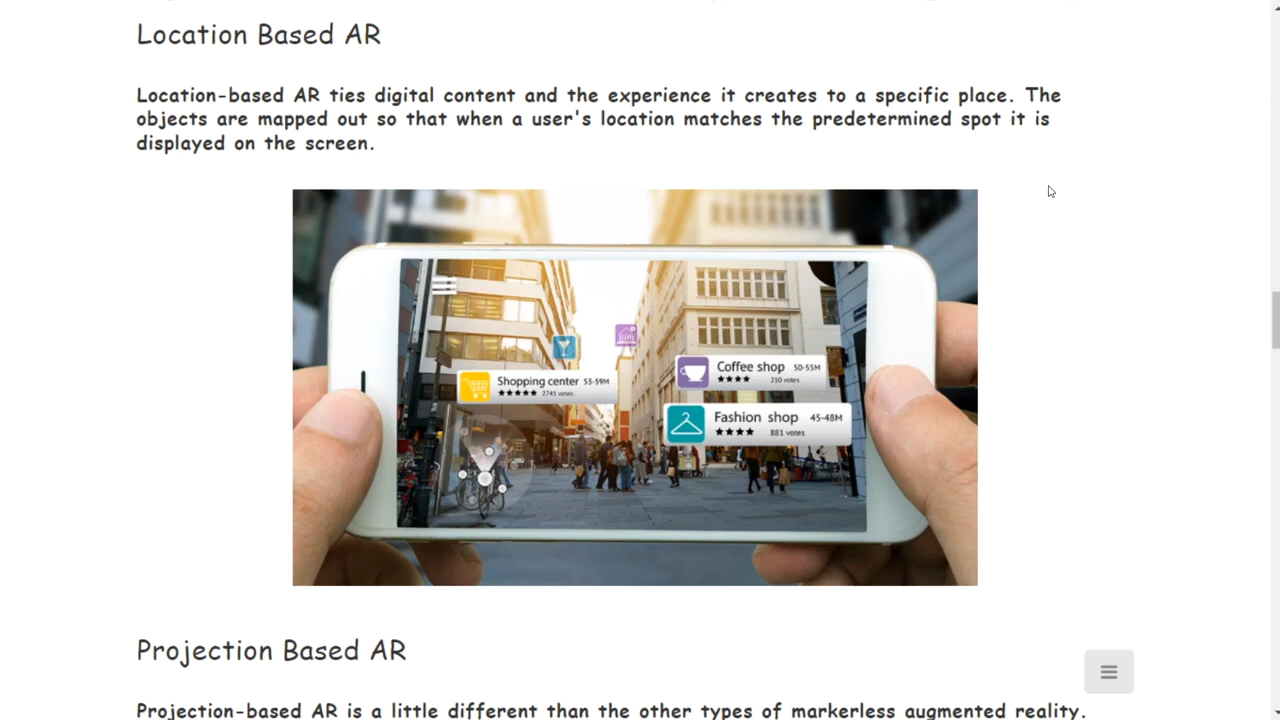 Location Based AR
Location-based AR ties digital content and the experience it creates to a specific place. The
objects are mapped out so that when a user's location matches the predetermined spot it is
displayed on the screen.
Coffee shop 50-55M
210 votes
Shopping center 53-59M
2741 votes
Fashion shop 45-48M
881 votes
Projection Based AR
Projection-based AR is a little different than the other types of markerless augmented reality.